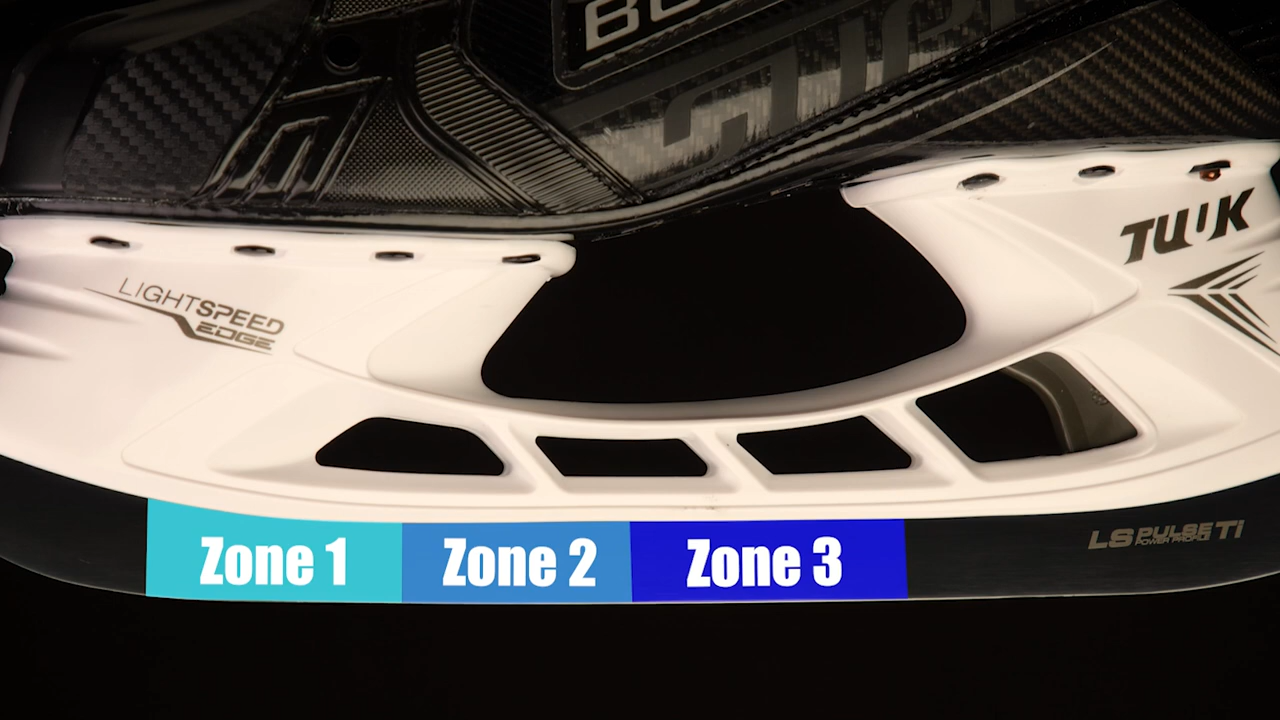 TUUK
LIGHTSPEED
EDGE
LS PULSE TI
Zone 1
Zone 2
Zone 3